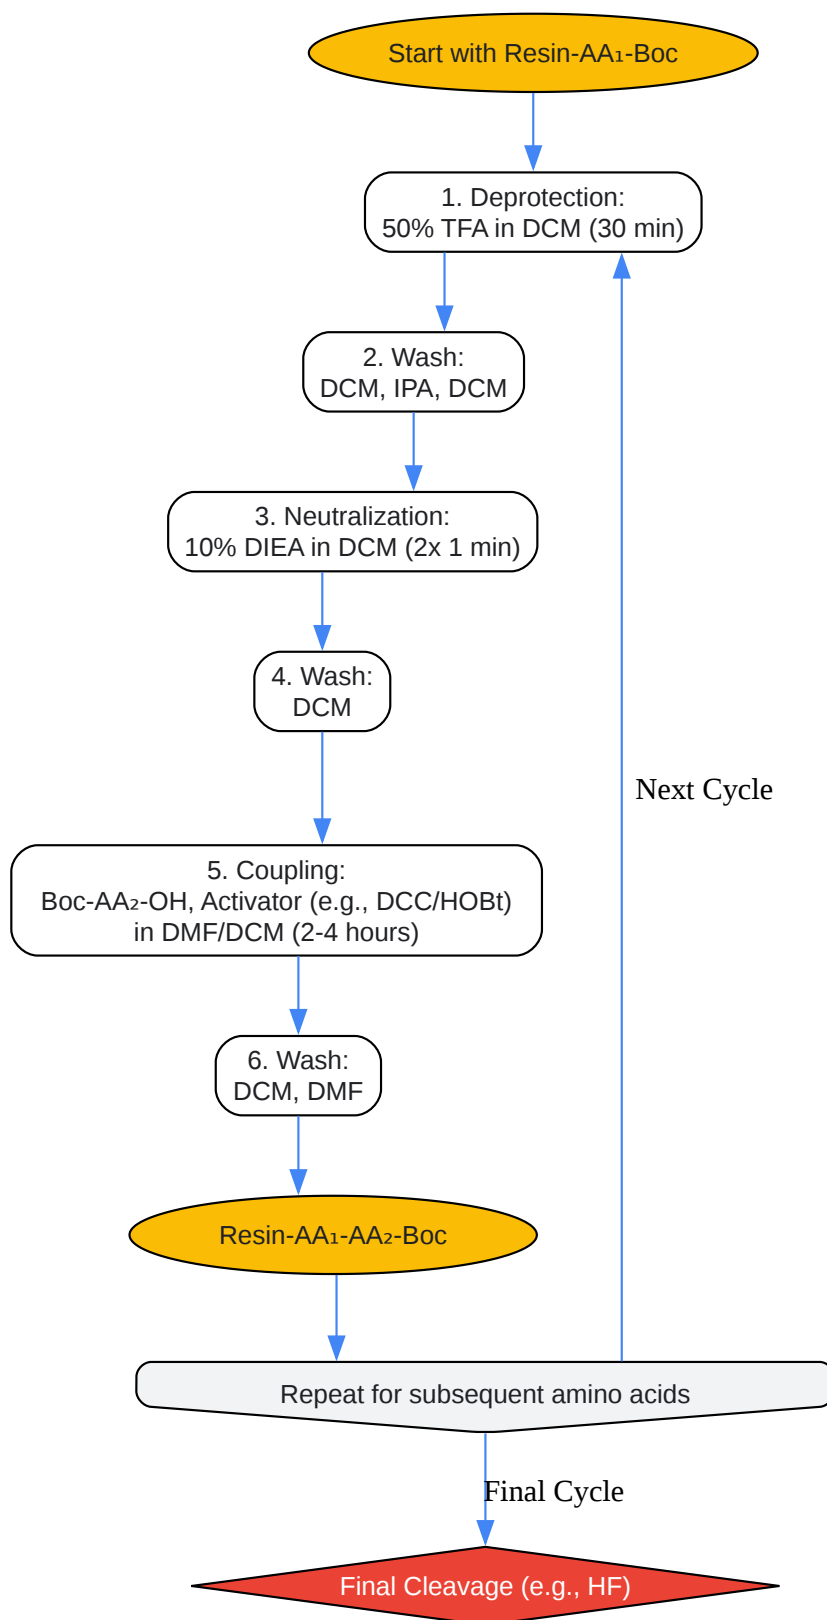 Start with Resin-AA₁-Boc
1. Deprotection:
50% TFA in DCM (30 min)
2. Wash:
DCM, IPA, DCM
3. Neutralization:
10% DIEA in DCM (2x 1 min)
4. Wash:
DCM
Next Cycle
5. Coupling:
Boc-AA₂-OH, Activator (e.g., DCC/HOBt)
in DMF/DCM (2-4 hours)
6. Wash:
DCM, DMF
Resin-AA₁-AA₂-Boc
Repeat for subsequent amino acids
Final Cycle
Final Cleavage (e.g., HF)